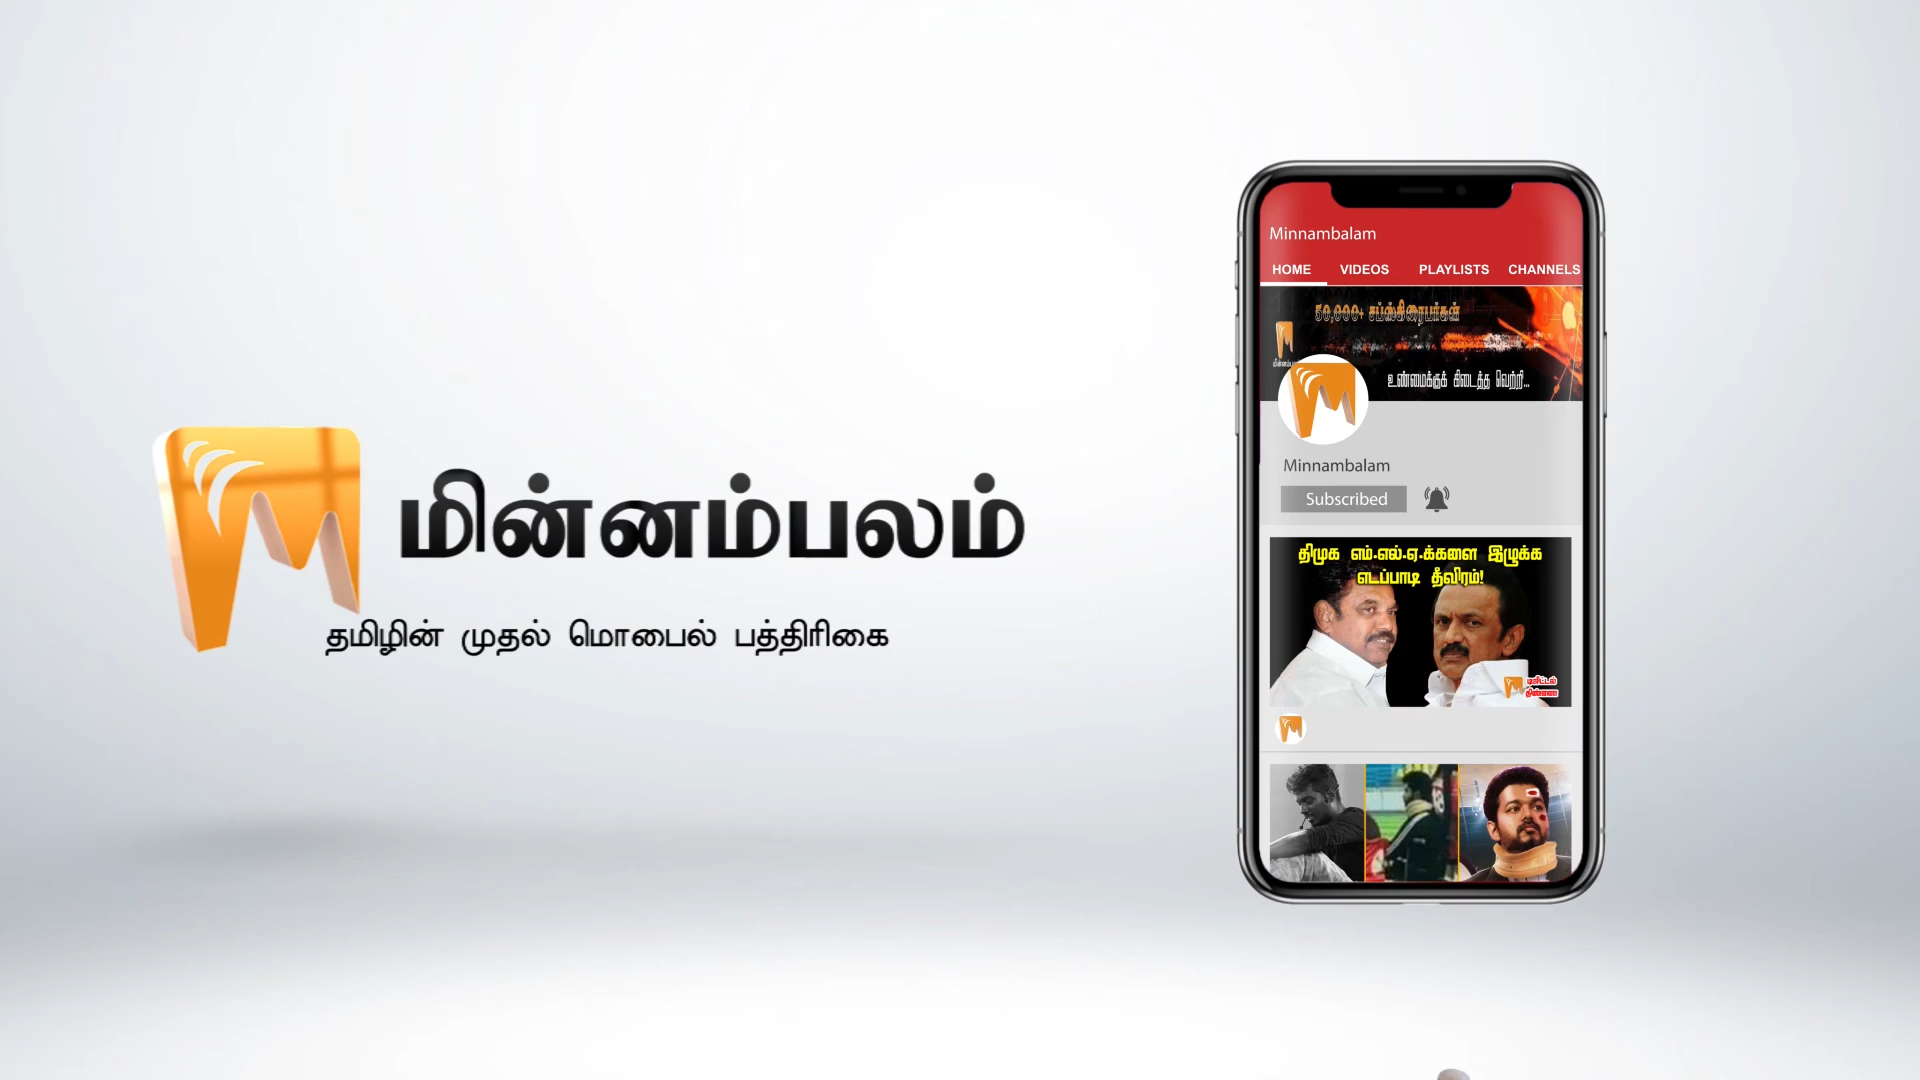 மின்னம்பலம்
தமிழின் முதல் மொபைல் பத்திரிகை
Minnambalam
HOME VIDEOS PLAYLISTS CHANNELS
50,000+ சப்ஸ்கிரைபர்கள்
உண்மைக்குக் கிடைத்த வெற்றி...
Minnambalam
Subscribed
திமுக எம்.எல்.ஏ.க்களை இழுக்க
எடப்பாடி தீவிரம்!
டிஜிட்டல்
திண்ணை